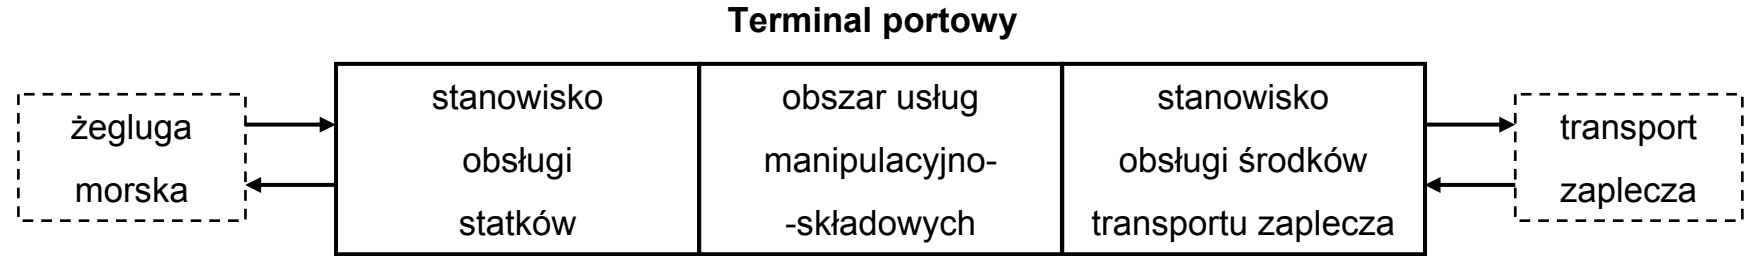 Terminal portowy
żegluga
morska
stanowisko
obsługi
statków
obszar usług
manipulacyjno-
-składowych
stanowisko
obsługi środków
transportu zaplecza
transport
zaplecza